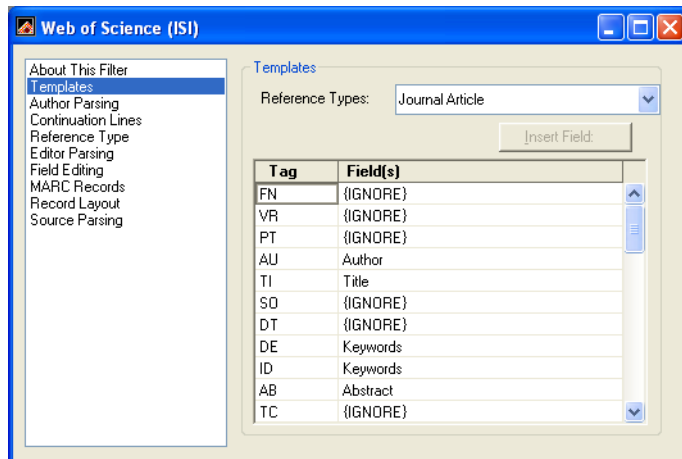 Web of Science (ISI)
About This Filter
Templates
Author Parsing
Continuation Lines
Reference Type
Editor Parsing
Field Editing
MARC Records
Record Layout
Source Parsing
Templates
Reference Types: Journal Article
Insert Field:
Tag Field(s)
FN {IGNORE}
VR {IGNORE}
PT {IGNORE}
AU Author
TI Title
SO {IGNORE}
DT {IGNORE}
DE Keywords
ID Keywords
AB Abstract
TC {IGNORE}